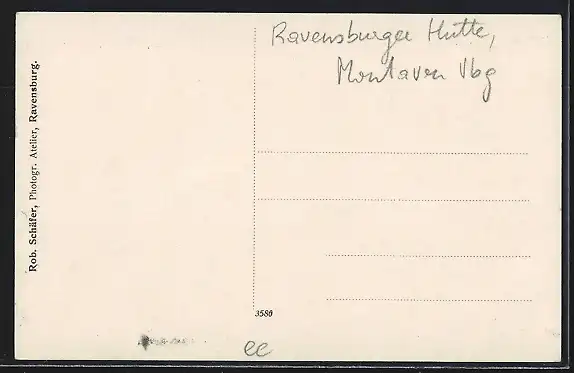 Ravensburger Hütte,
Montavon Vbg
Rob. Schäfer, Photogr. Atelier, Ravensburg.
3580
ee